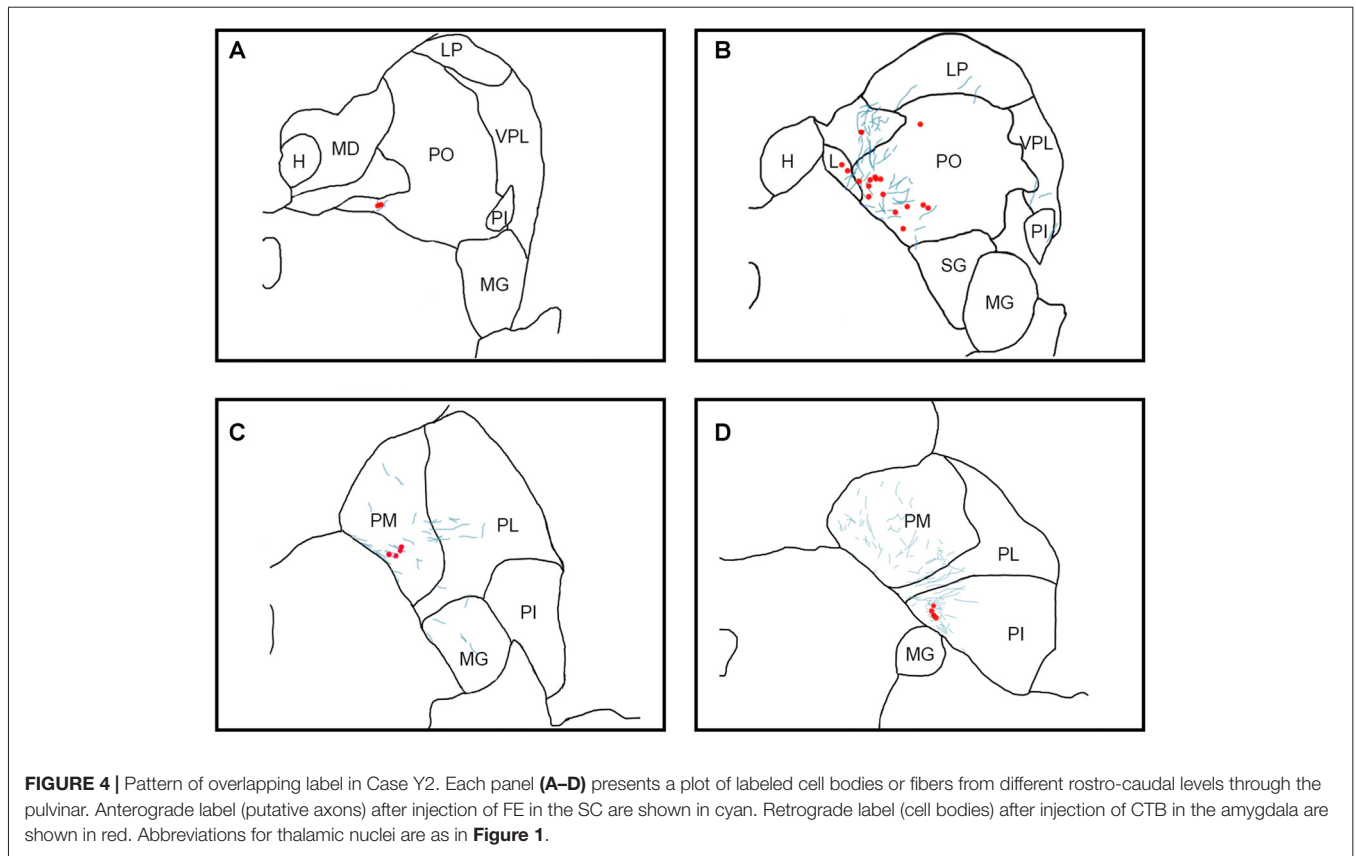 A
LP
MD
H
PO
VPL
PI
MG
B
LP
H
L
PO
VPL
PI
SG
MG
C
PM
PL
PI
MG
D
PM
PL
PI
MG
FIGURE 4 | Pattern of overlapping label in Case Y2. Each panel (A–D) presents a plot of labeled cell bodies or fibers from different rostro-caudal levels through the
pulvinar. Anterograde label (putative axons) after injection of FE in the SC are shown in cyan. Retrograde label (cell bodies) after injection of CTB in the amygdala are
shown in red. Abbreviations for thalamic nuclei are as in Figure 1.